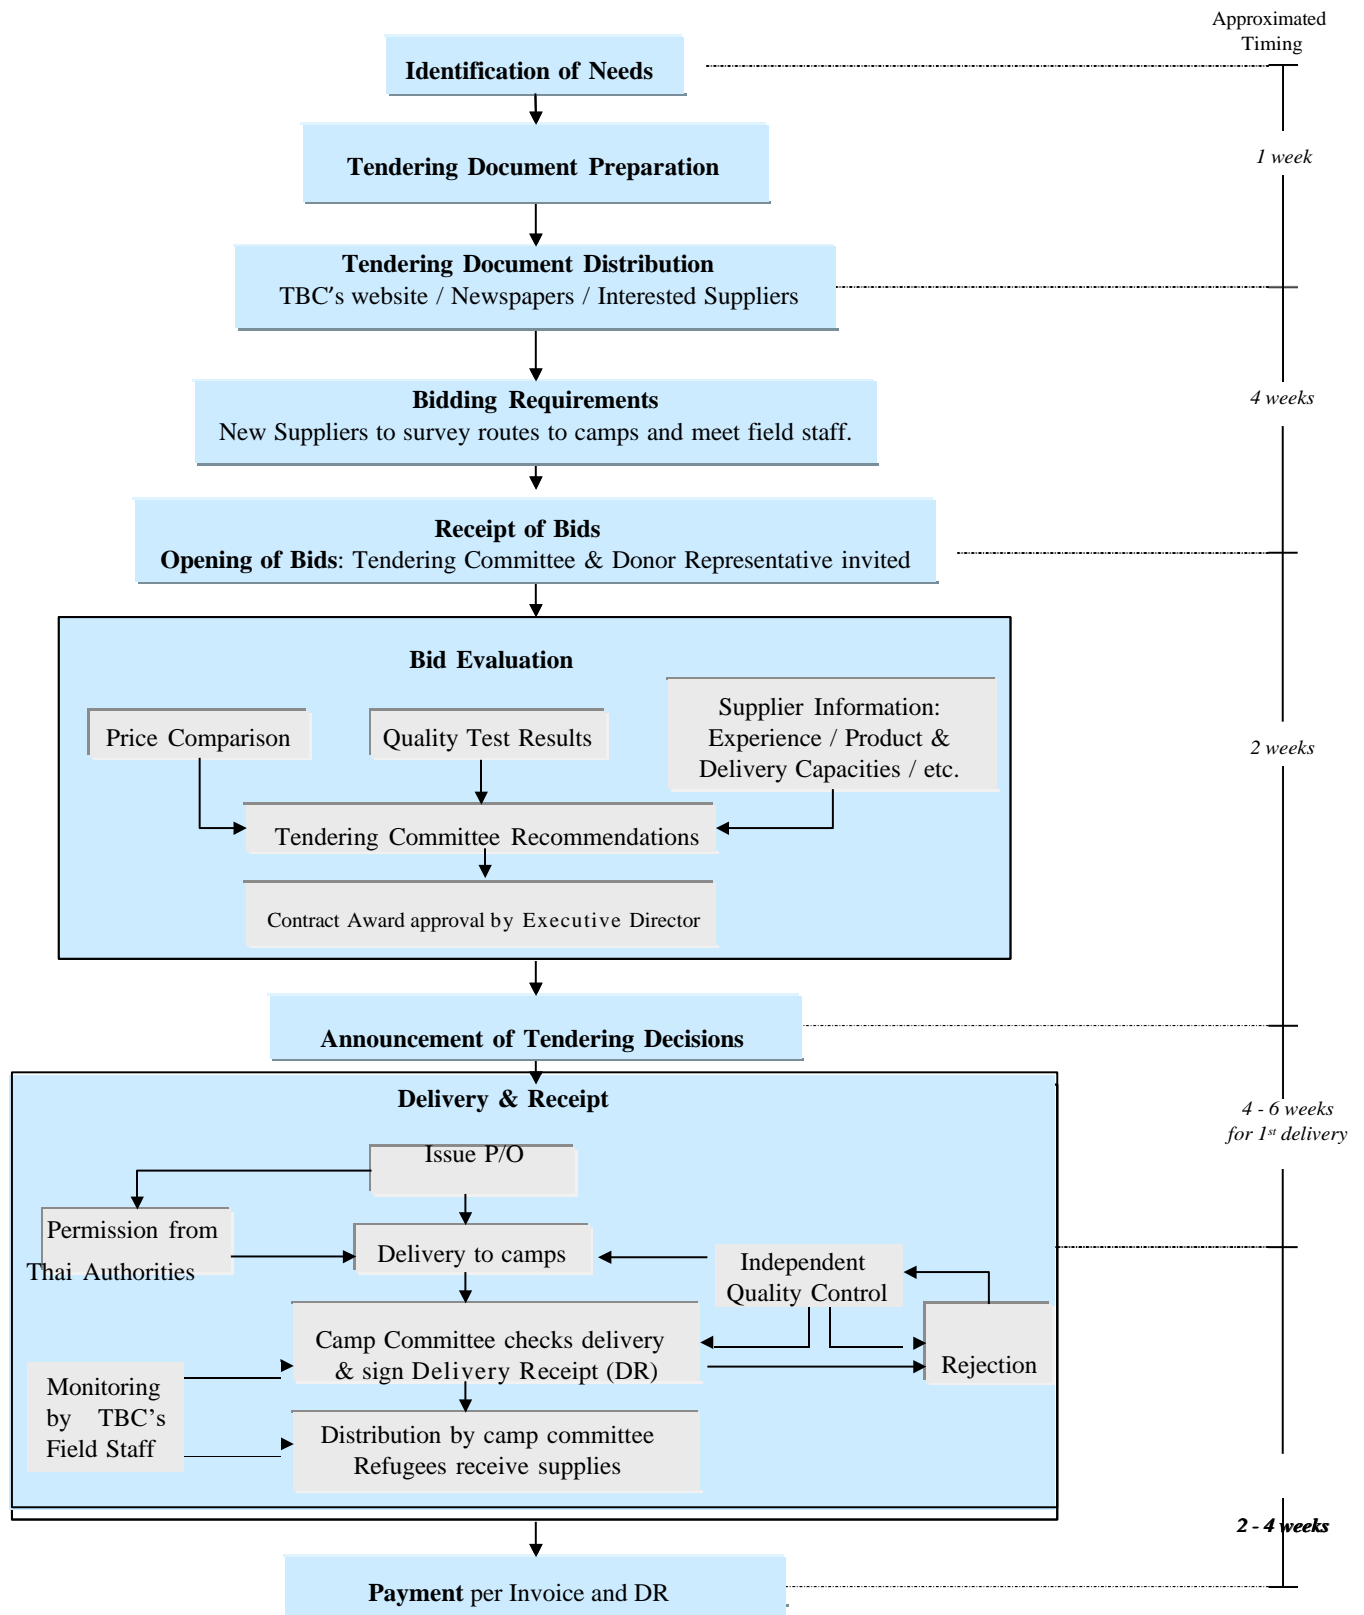 Approximated
Timing
Identification of Needs
1 week
Tendering Document Preparation
Tendering Document Distribution
TBC's website / Newspapers / Interested Suppliers
4 weeks
Bidding Requirements
New Suppliers to survey routes to camps and meet field staff.
Receipt of Bids
Opening of Bids: Tendering Committee & Donor Representative invited
Bid Evaluation
Price Comparison
Quality Test Results
Supplier Information:
Experience / Product &
Delivery Capacities / etc.
2 weeks
Tendering Committee Recommendations
Contract Award approval by Executive Director
Announcement of Tendering Decisions
Delivery & Receipt
4 - 6 weeks
for 1st delivery
Issue P/O
Permission from
Thai Authorities
Delivery to camps
Independent
Quality Control
Camp Committee checks delivery
& sign Delivery Receipt (DR)
Rejection
Monitoring
by TBC's
Field Staff
Distribution by camp committee
Refugees receive supplies
2 - 4 weeks
Payment per Invoice and DR